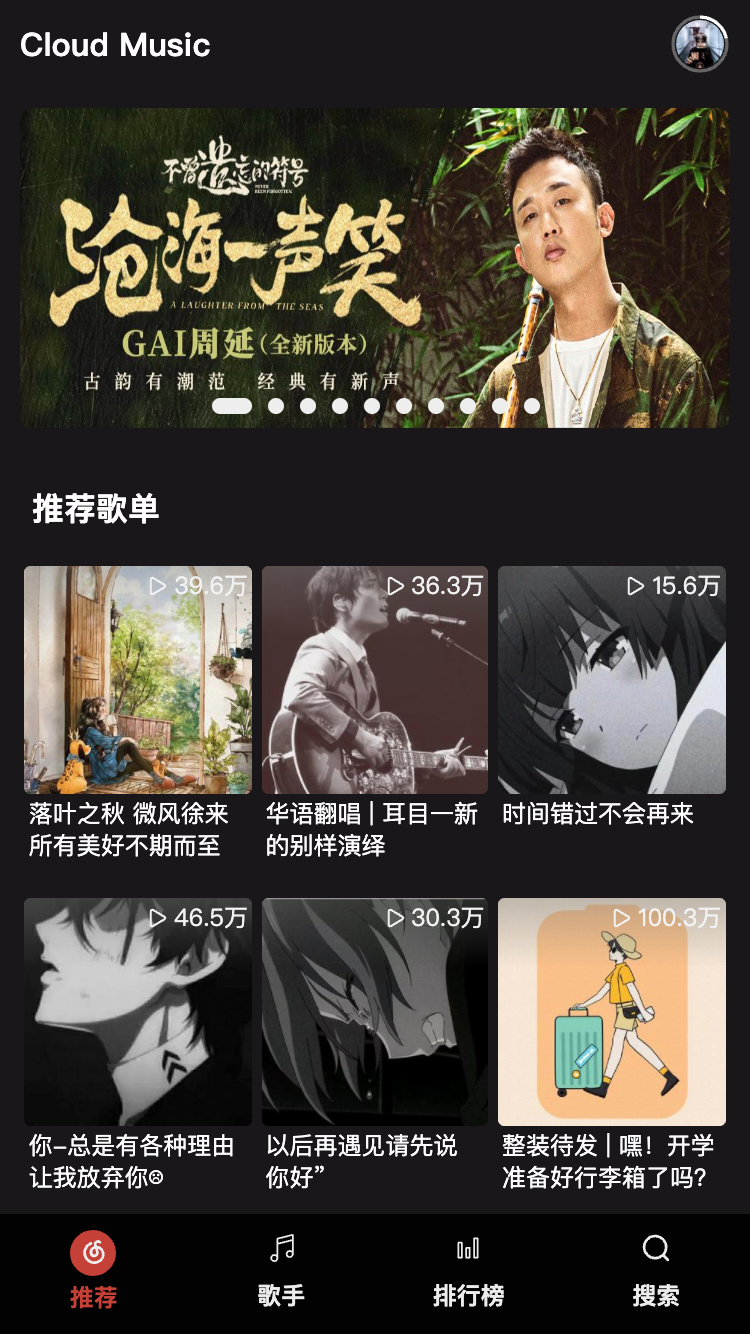 Cloud Music
不曾遗忘的符号
NEVER
BEEN FORGOTTEN
沧海一声笑
A LAUGHTER FROM THE SEAS
GAI周延（全新版本）
古韵有潮范 经典有新声
推荐歌单
39.6万
36.3万
15.6万
落叶之秋 微风徐来
所有美好不期而至
华语翻唱 | 耳目一新
的别样演绎
时间错过不会再来
46.5万
30.3万
100.3万
你–总是有各种理由
让我放弃你☹
以后再遇见请先说
你好”
整装待发 | 嘿！开学
准备好行李箱了吗？
推荐
歌手
排行榜
搜索